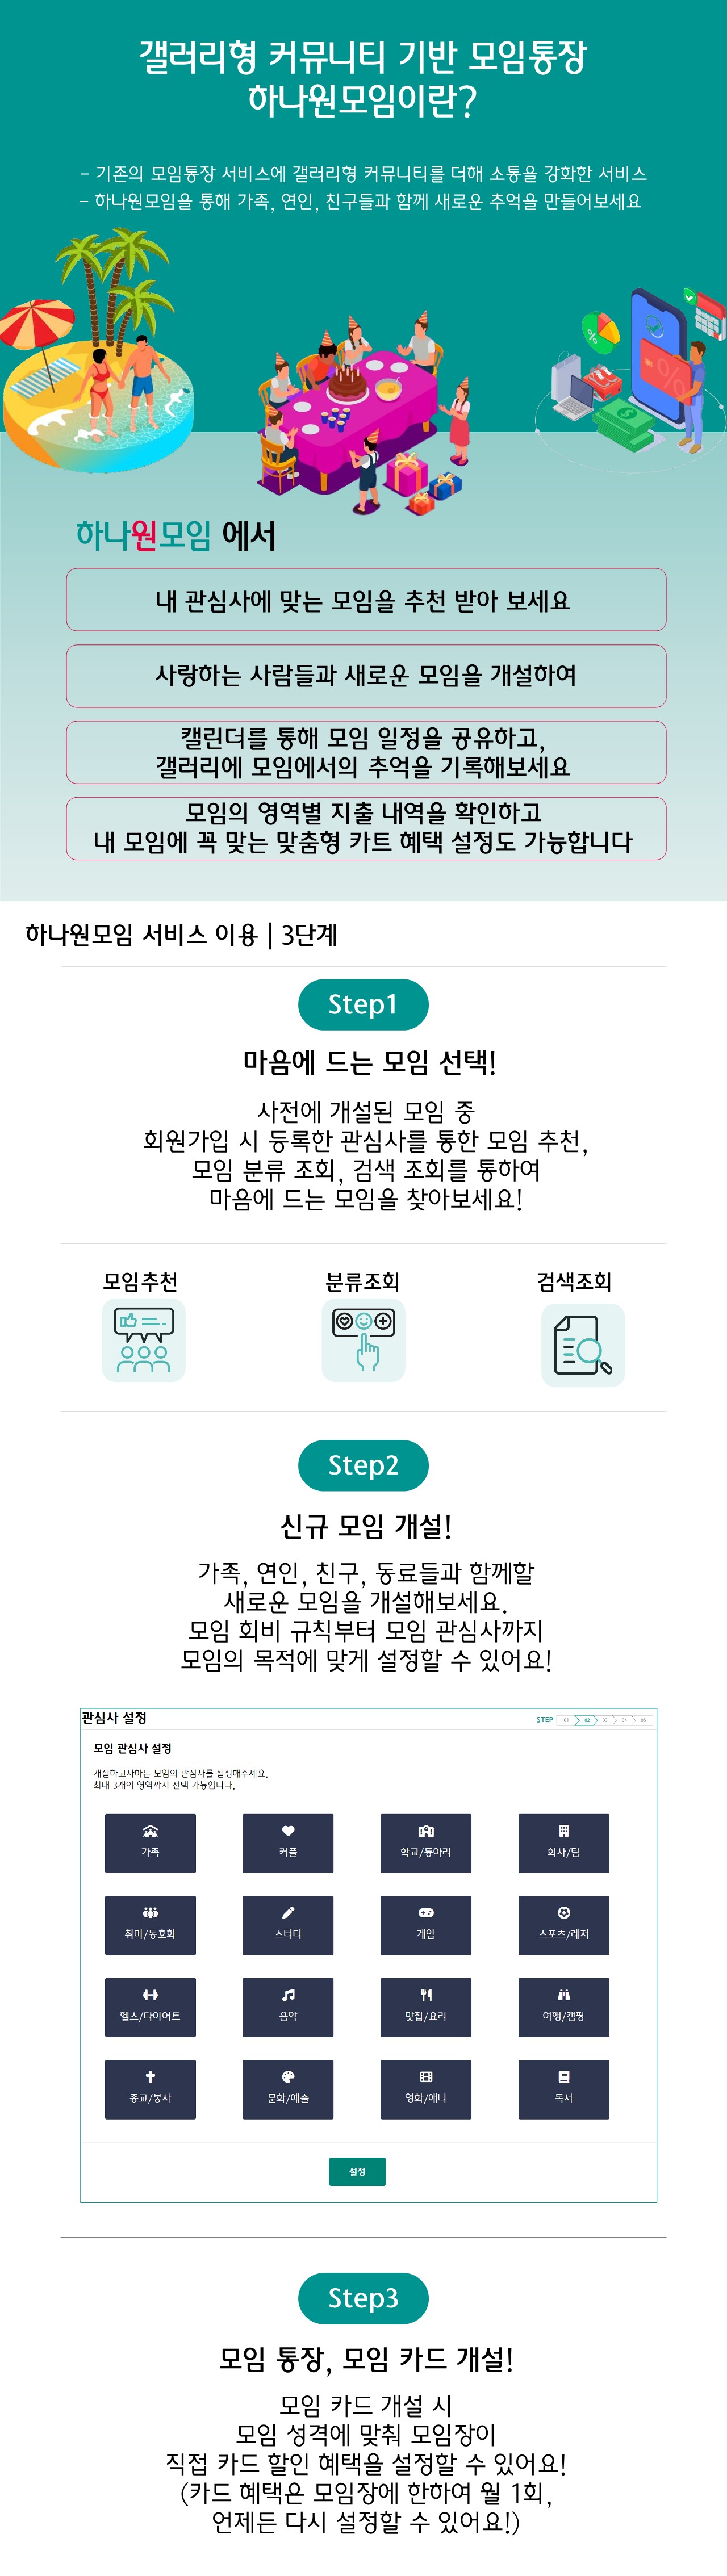 갤러리형 커뮤니티 기반 모임통장
하나원모임이란?
- 기존의 모임통장 서비스에 갤러리형 커뮤니티를 더해 소통을 강화한 서비스
- 하나원모임을 통해 가족, 연인, 친구들과 함께 새로운 추억을 만들어보세요
하나원모임 에서
내 관심사에 맞는 모임을 추천 받아 보세요
사랑하는 사람들과 새로운 모임을 개설하여
캘린더를 통해 모임 일정을 공유하고,
갤러리에 모임에서의 추억을 기록해보세요
모임의 영역별 지출 내역을 확인하고
내 모임에 꼭 맞는 맞춤형 카트 혜택 설정도 가능합니다
하나원모임 서비스 이용 | 3단계
Step1
마음에 드는 모임 선택!
사전에 개설된 모임 중
회원가입 시 등록한 관심사를 통한 모임 추천,
모임 분류 조회, 검색 조회를 통하여
마음에 드는 모임을 찾아보세요!
모임추천 분류조회 검색조회
Step2
신규 모임 개설!
가족, 연인, 친구, 동료들과 함께할
새로운 모임을 개설해보세요.
모임 회비 규칙부터 모임 관심사까지
모임의 목적에 맞게 설정할 수 있어요!
관심사 설정 STEP 01 02 03 04 05
모임 관심사 설정
개설하고자하는 모임의 관심사를 설정해주세요.
최대 3개의 영역까지 선택 가능합니다.
가족 커플 학교/동아리 회사/팀
취미/동호회 스터디 게임 스포츠/레저
헬스/다이어트 음악 맛집/요리 여행/캠핑
종교/봉사 문화/예술 영화/애니 독서
설정
Step3
모임 통장, 모임 카드 개설!
모임 카드 개설 시
모임 성격에 맞춰 모임장이
직접 카드 할인 혜택을 설정할 수 있어요!
(카드 혜택은 모임장에 한하여 월 1회,
언제든 다시 설정할 수 있어요!)